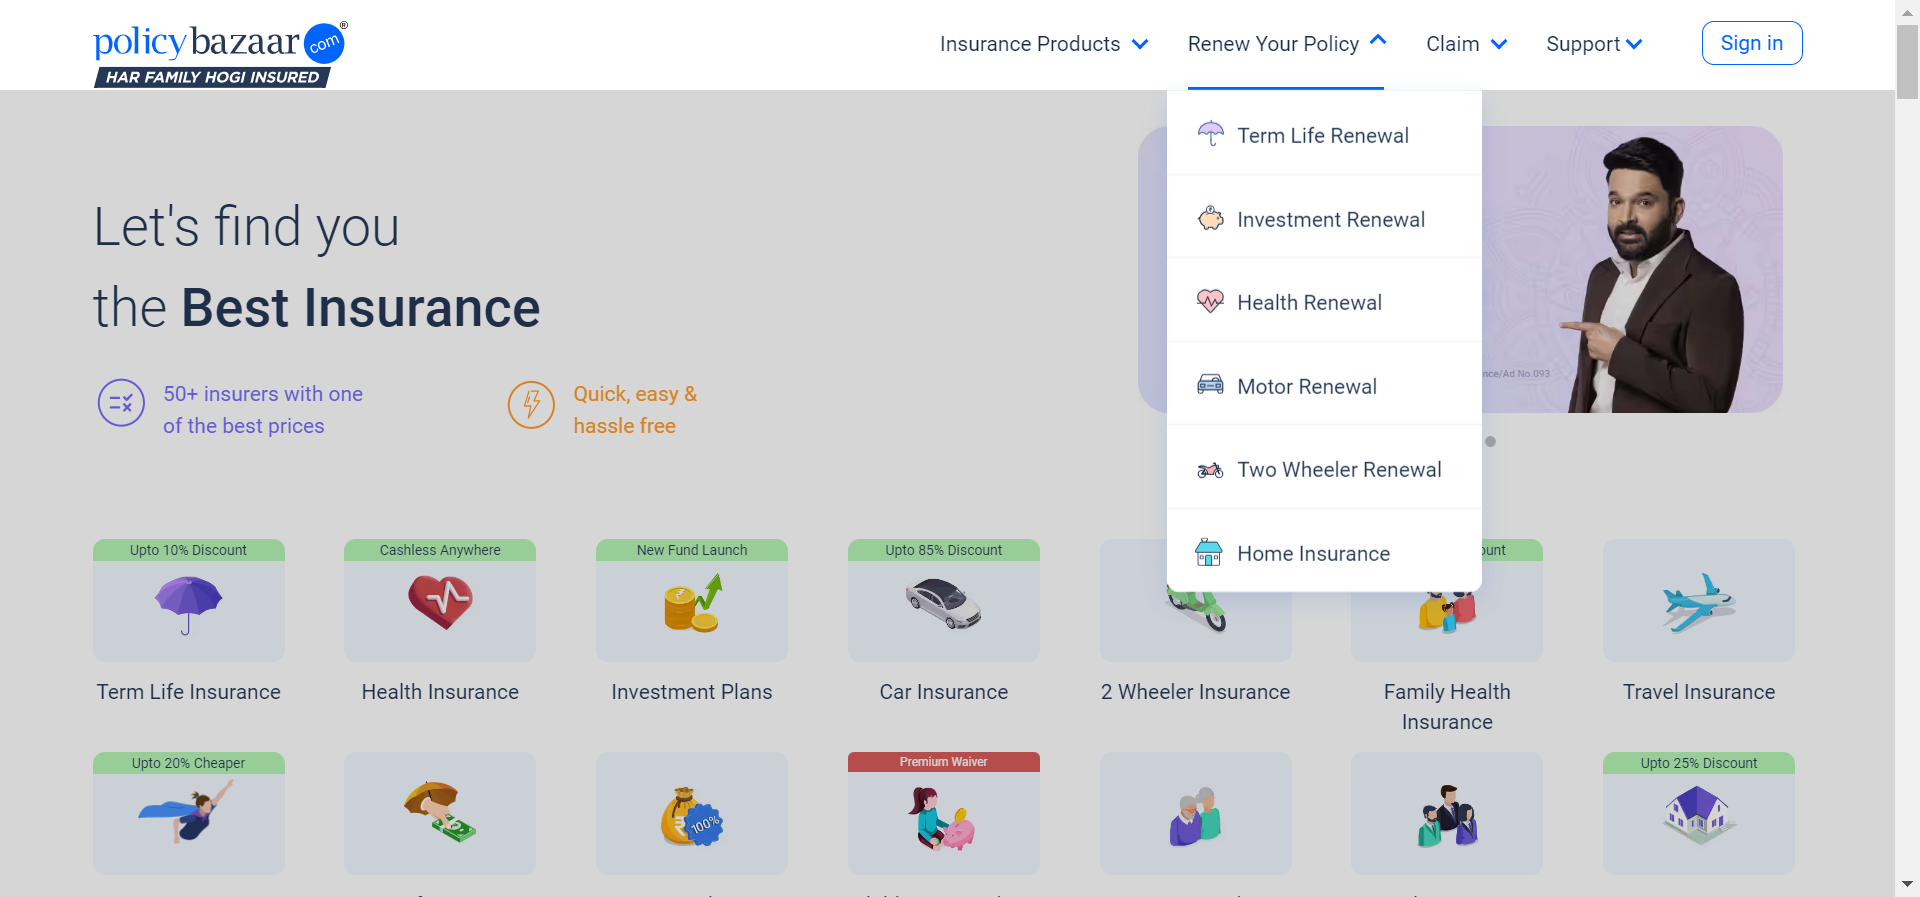 policybazaar com ®
HAR FAMILY HOGI INSURED
Insurance Products
Renew Your Policy
Claim
Support
Sign in
Term Life Renewal
Investment Renewal
Health Renewal
Motor Renewal
Two Wheeler Renewal
Home Insurance
Let's find you
the Best Insurance
50+ insurers with one
of the best prices
Quick, easy &
hassle free
nce/Ad No.093
Upto 10% Discount
Cashless Anywhere
New Fund Launch
Upto 85% Discount
ount
Term Life Insurance
Health Insurance
Investment Plans
Car Insurance
2 Wheeler Insurance
Family Health
Insurance
Travel Insurance
Upto 20% Cheaper
100%
Premium Waiver
Upto 25% Discount